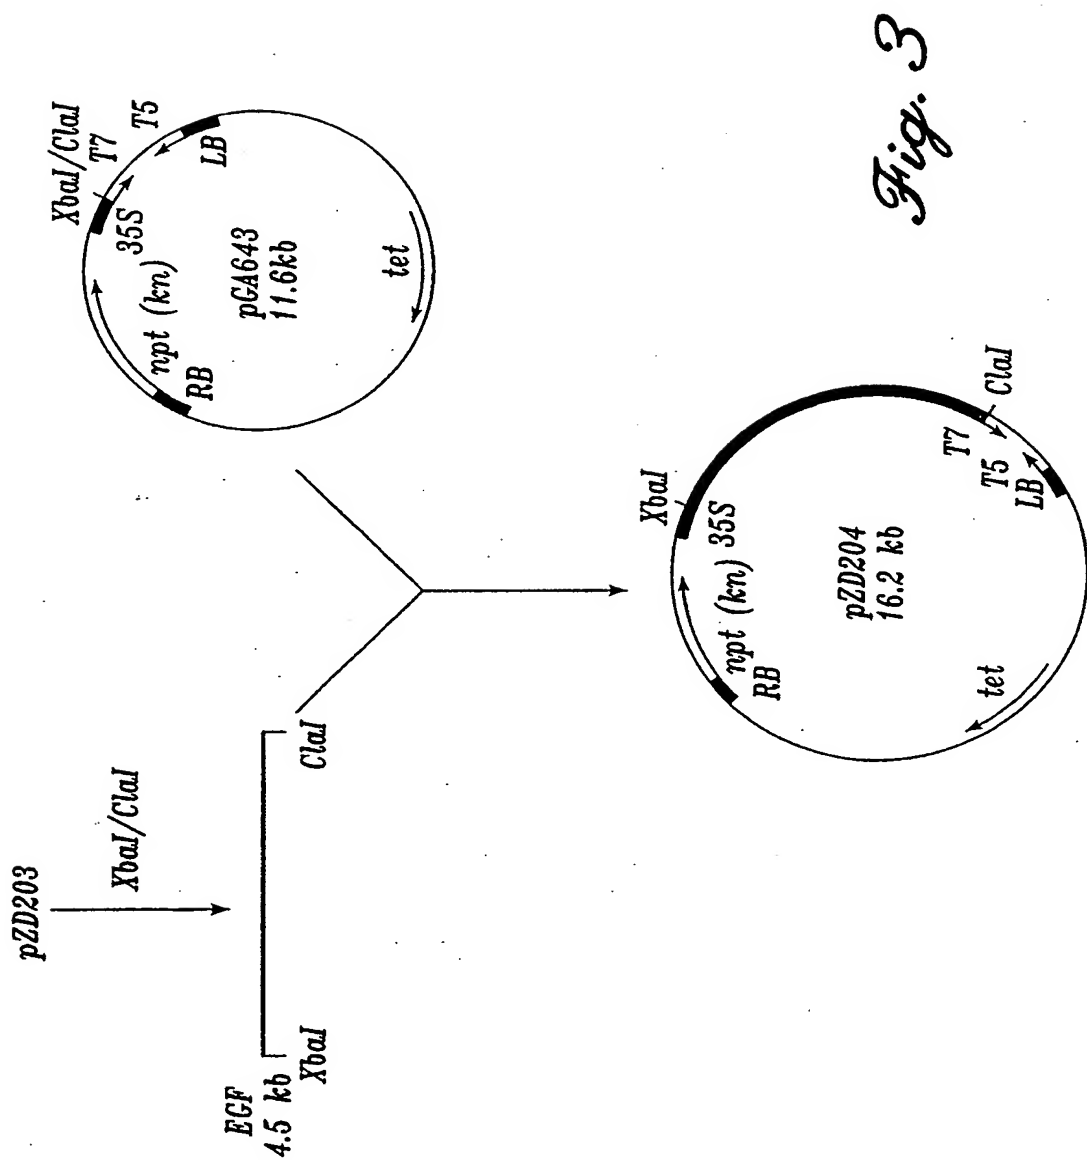 pZD203
XbaI/ClaI
EGF
4.5 kb
XbaI
ClaI
XbaI/ClaI
T7
T5
35S
LB
npt (kn)
RB
pGA643
11.6kb
tet
XbaI
35S
npt (kn)
RB
pZD204
16.2 kb
T7
ClaI
T5
LB
tet
Fig. 3